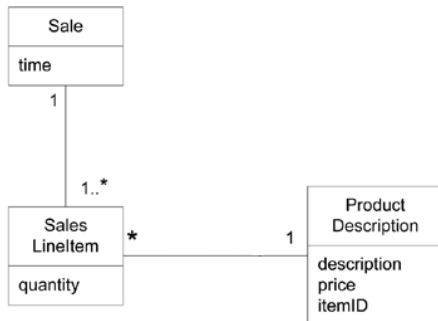 Sale
time
1
1..*
Sales
LineItem
quantity
*
1
Product
Description
description
price
itemID